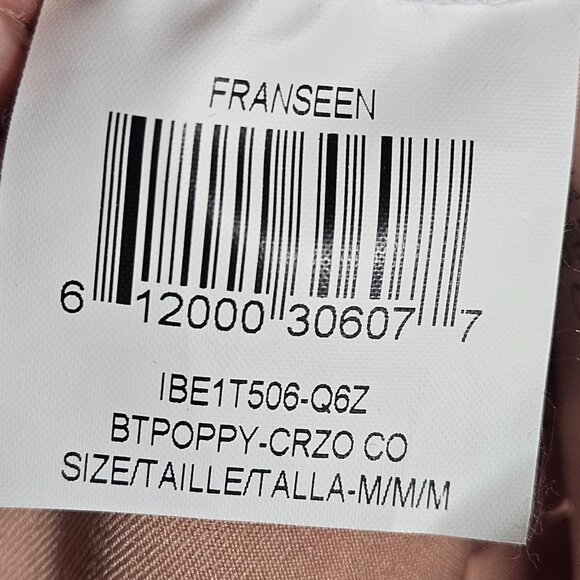 FRANSEEN
6 12000 30607 7
IBE1T506-Q6Z
BTPOPPY-CRZO CO
SIZE/TAILLE/TALLA-M/M/M